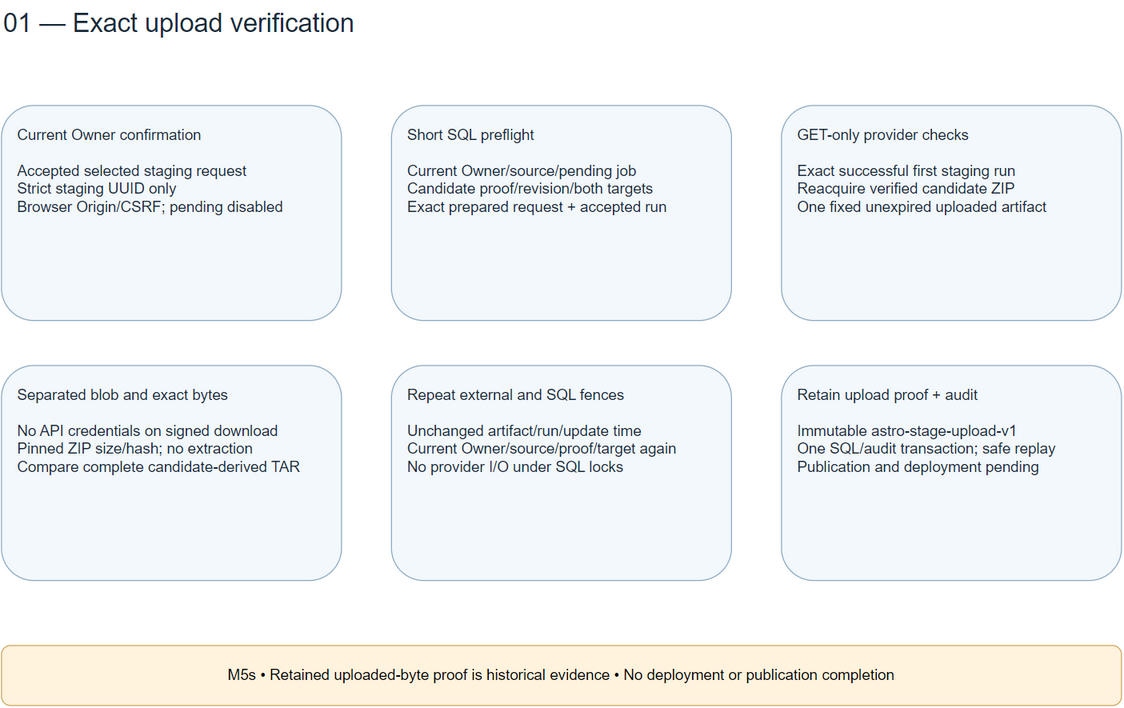 01 — Exact upload verification
Current Owner confirmation
Accepted selected staging request
Strict staging UUID only
Browser Origin/CSRF; pending disabled
Short SQL preflight
Current Owner/source/pending job
Candidate proof/revision/both targets
Exact prepared request + accepted run
GET-only provider checks
Exact successful first staging run
Reacquire verified candidate ZIP
One fixed unexpired uploaded artifact
Separated blob and exact bytes
No API credentials on signed download
Pinned ZIP size/hash; no extraction
Compare complete candidate-derived TAR
Repeat external and SQL fences
Unchanged artifact/run/update time
Current Owner/source/proof/target again
No provider I/O under SQL locks
Retain upload proof + audit
Immutable astro-stage-upload-v1
One SQL/audit transaction; safe replay
Publication and deployment pending
M5s • Retained uploaded-byte proof is historical evidence • No deployment or publication completion